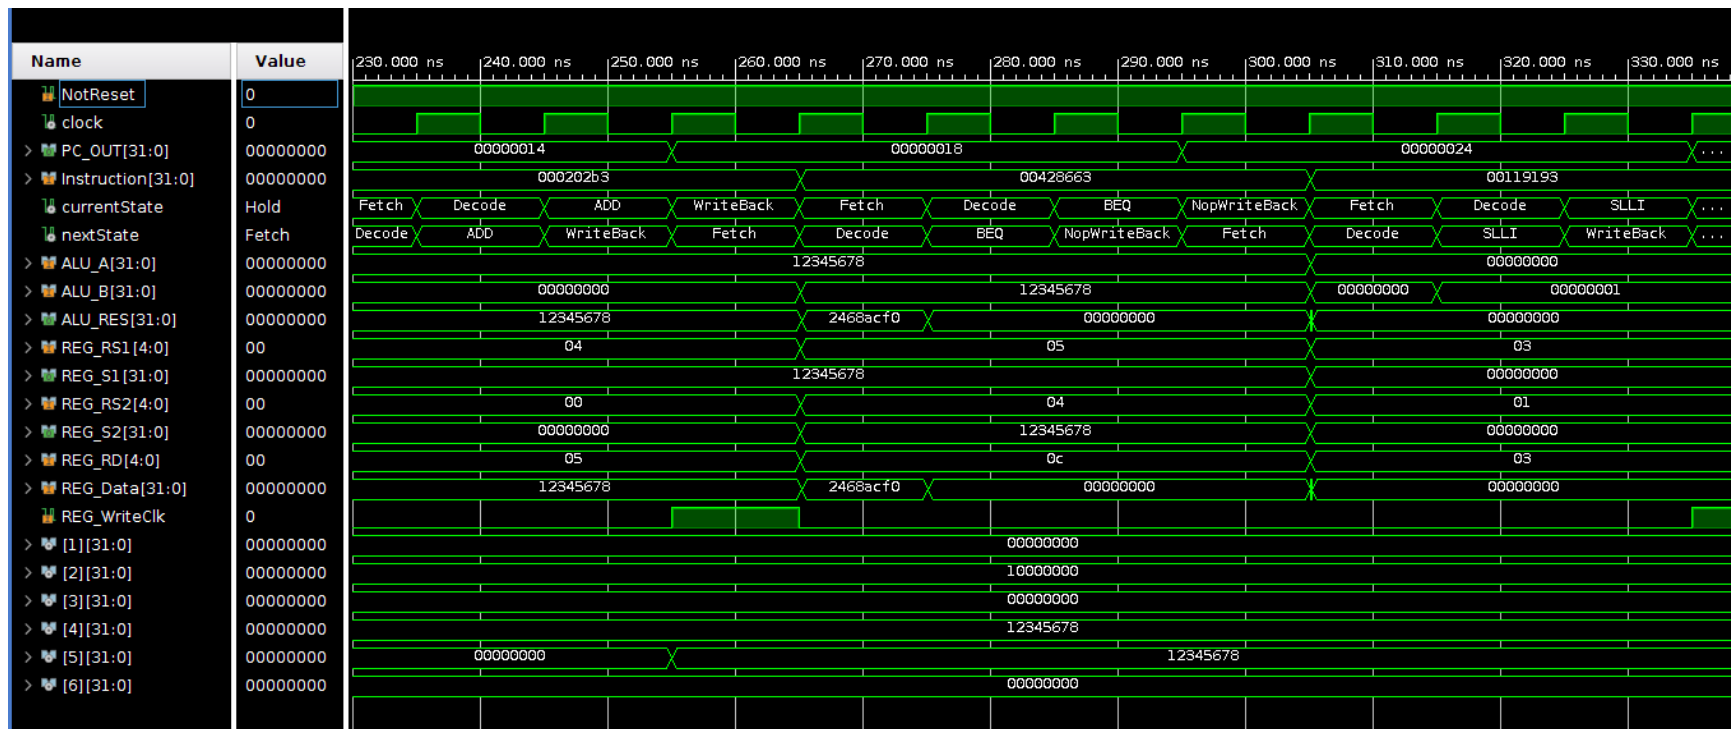 Name Value 230.000 ns 240.000 ns 250.000 ns 260.000 ns 270.000 ns 280.000 ns 290.000 ns 300.000 ns 310.000 ns 320.000 ns 330.000 ns
NotReset 0
clock 0
> PC_OUT[31:0] 00000000 00000014 00000018 00000024 ...
> Instruction[31:0] 00000000 000202b3 00428663 00119193
currentState Hold Fetch Decode ADD WriteBack Fetch Decode BEQ NopWriteBack Fetch Decode SLLI ...
nextState Fetch Decode ADD WriteBack Fetch Decode BEQ NopWriteBack Fetch Decode SLLI WriteBack ...
> ALU_A[31:0] 00000000 12345678 00000000
> ALU_B[31:0] 00000000 00000000 12345678 00000000 00000001
> ALU_RES[31:0] 00000000 12345678 2468acf0 00000000 00000000
> REG_RS1[4:0] 00 04 05 03
> REG_S1[31:0] 00000000 12345678 00000000
> REG_RS2[4:0] 00 00 04 01
> REG_S2[31:0] 00000000 00000000 12345678 00000000
> REG_RD[4:0] 00 05 0c 03
> REG_Data[31:0] 00000000 12345678 2468acf0 00000000 00000000
REG_WriteClk 0
> [1][31:0] 00000000 00000000
> [2][31:0] 00000000 10000000
> [3][31:0] 00000000 00000000
> [4][31:0] 00000000 12345678
> [5][31:0] 00000000 00000000 12345678
> [6][31:0] 00000000 00000000